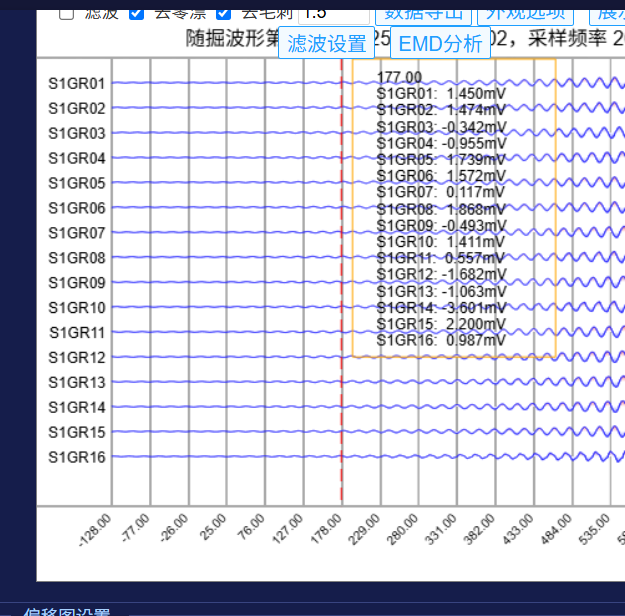 滤波 去零漂 去毛刺 1.5 数据导出 外观选项
随掘波形第 25 02，采样频率
滤波设置 EMD分析
177.00
S1GR01: 1.450mV
S1GR02: 1.474mV
S1GR03: -0.342mV
S1GR04: -0.955mV
S1GR05: 1.739mV
S1GR06: 1.572mV
S1GR07: 0.117mV
S1GR08: 1.868mV
S1GR09: -0.493mV
S1GR10: 1.411mV
S1GR11: 0.557mV
S1GR12: -1.682mV
S1GR13: -1.063mV
S1GR14: -3.601mV
S1GR15: 2.200mV
S1GR16: 0.987mV
S1GR01
S1GR02
S1GR03
S1GR04
S1GR05
S1GR06
S1GR07
S1GR08
S1GR09
S1GR10
S1GR11
S1GR12
S1GR13
S1GR14
S1GR15
S1GR16
-128.00 -77.00 -26.00 25.00 76.00 127.00 178.00 229.00 280.00 331.00 382.00 433.00 484.00 535.00
偏移图设置